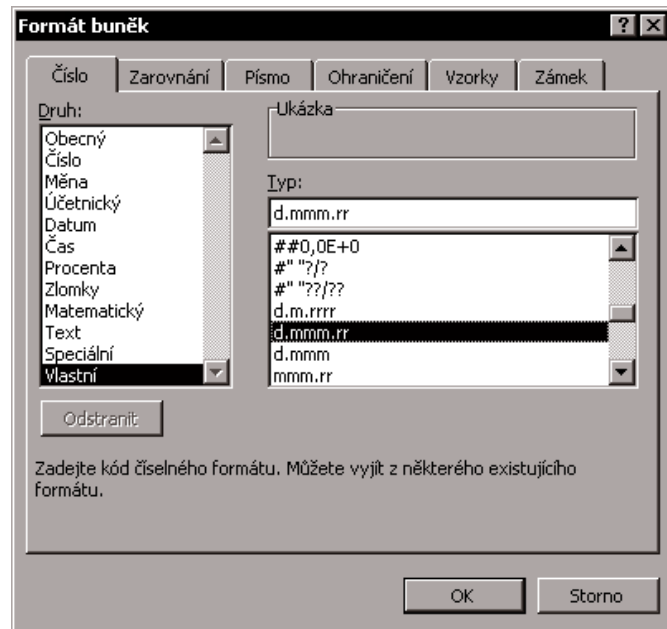 Formát buněk
Číslo Zarovnání Písmo Ohraničení Vzorky Zámek
Druh:
Obecný
Číslo
Měna
Účetnický
Datum
Čas
Procenta
Zlomky
Matematický
Text
Speciální
Vlastní
Ukázka
Typ:
d.mmm.rr
##0,0E+0
#" "?/?
#" "??/??
d.m.rrrr
d.mmm.rr
d.mmm
mmm.rr
Odstranit
Zadejte kód číselného formátu. Můžete vyjít z některého existujícího
formátu.
OK Storno